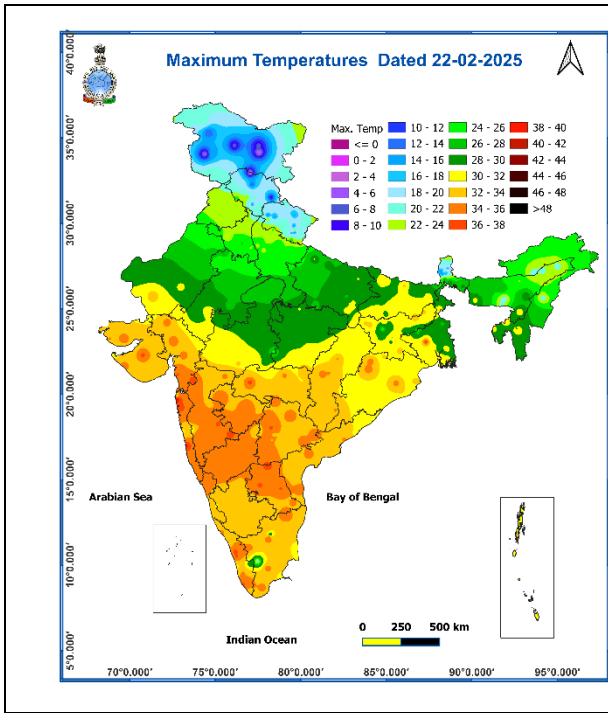 Maximum Temperatures Dated 22-02-2025
Max. Temp
<= 0
0 - 2
2 - 4
4 - 6
6 - 8
8 - 10
10 - 12
12 - 14
14 - 16
16 - 18
18 - 20
20 - 22
22 - 24
24 - 26
26 - 28
28 - 30
30 - 32
32 - 34
34 - 36
36 - 38
38 - 40
40 - 42
42 - 44
44 - 46
46 - 48
>48
40°0.000'
35°0.000'
30°0.000'
25°0.000'
20°0.000'
15°0.000'
10°0.000'
5°0.000'
Arabian Sea
Bay of Bengal
Indian Ocean
0 250 500 km
70°0.000'
75°0.000'
80°0.000'
85°0.000'
90°0.000'
95°0.000'